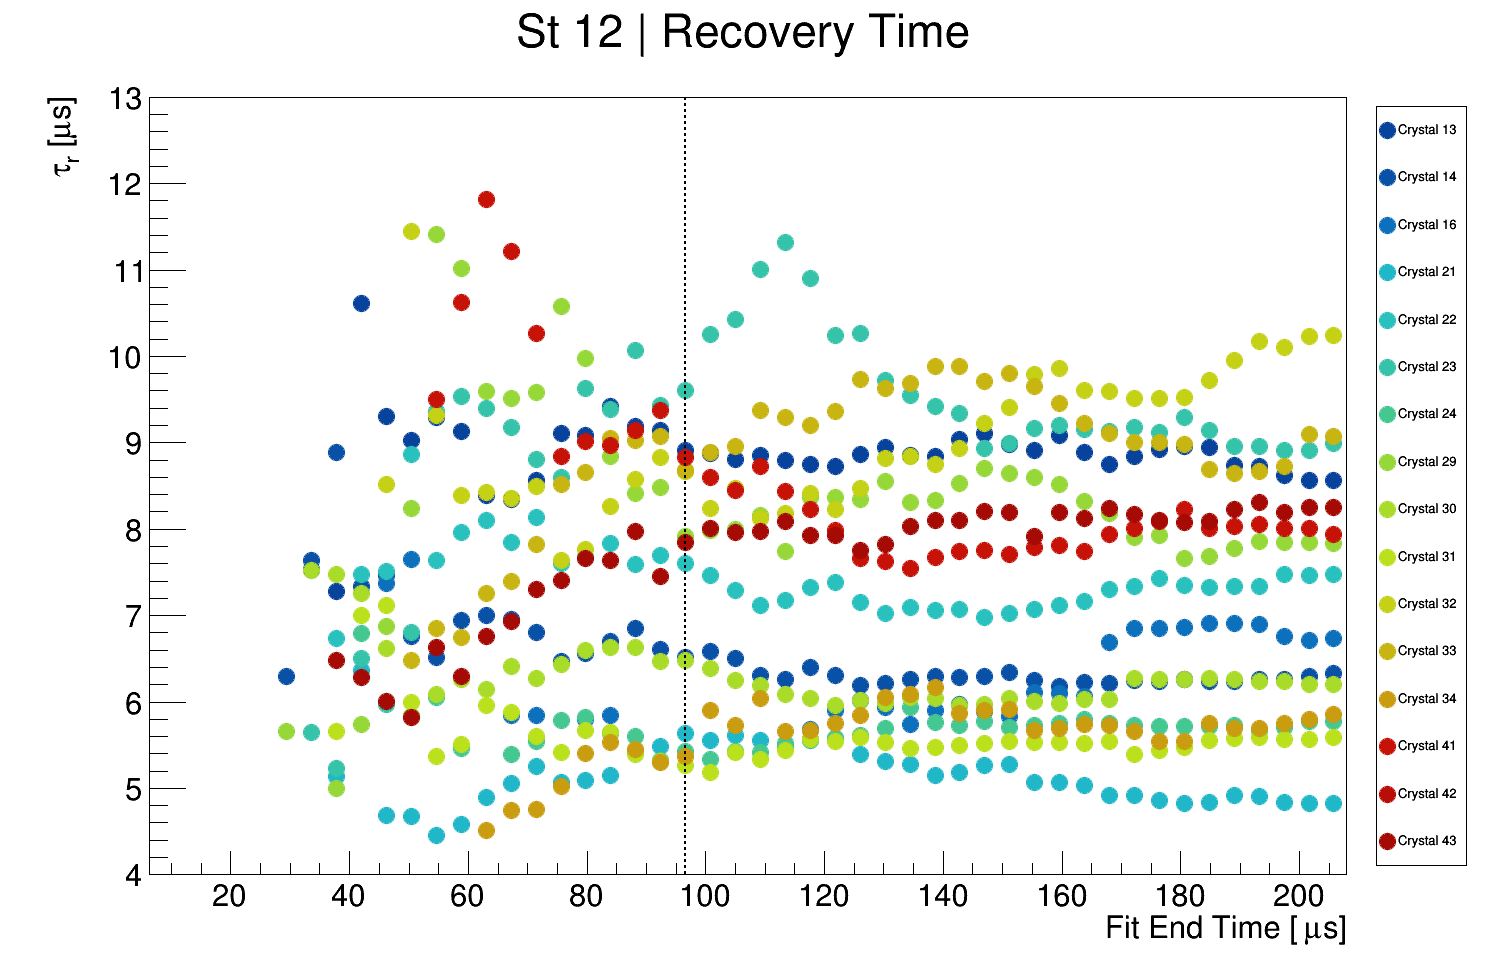 St 12 | Recovery Time
τr [μs]
13
12
11
10
9
8
7
6
5
4
20 40 60 80 100 120 140 160 180 200
Fit End Time [ μs]
Crystal 13
Crystal 14
Crystal 16
Crystal 21
Crystal 22
Crystal 23
Crystal 24
Crystal 29
Crystal 30
Crystal 31
Crystal 32
Crystal 33
Crystal 34
Crystal 41
Crystal 42
Crystal 43